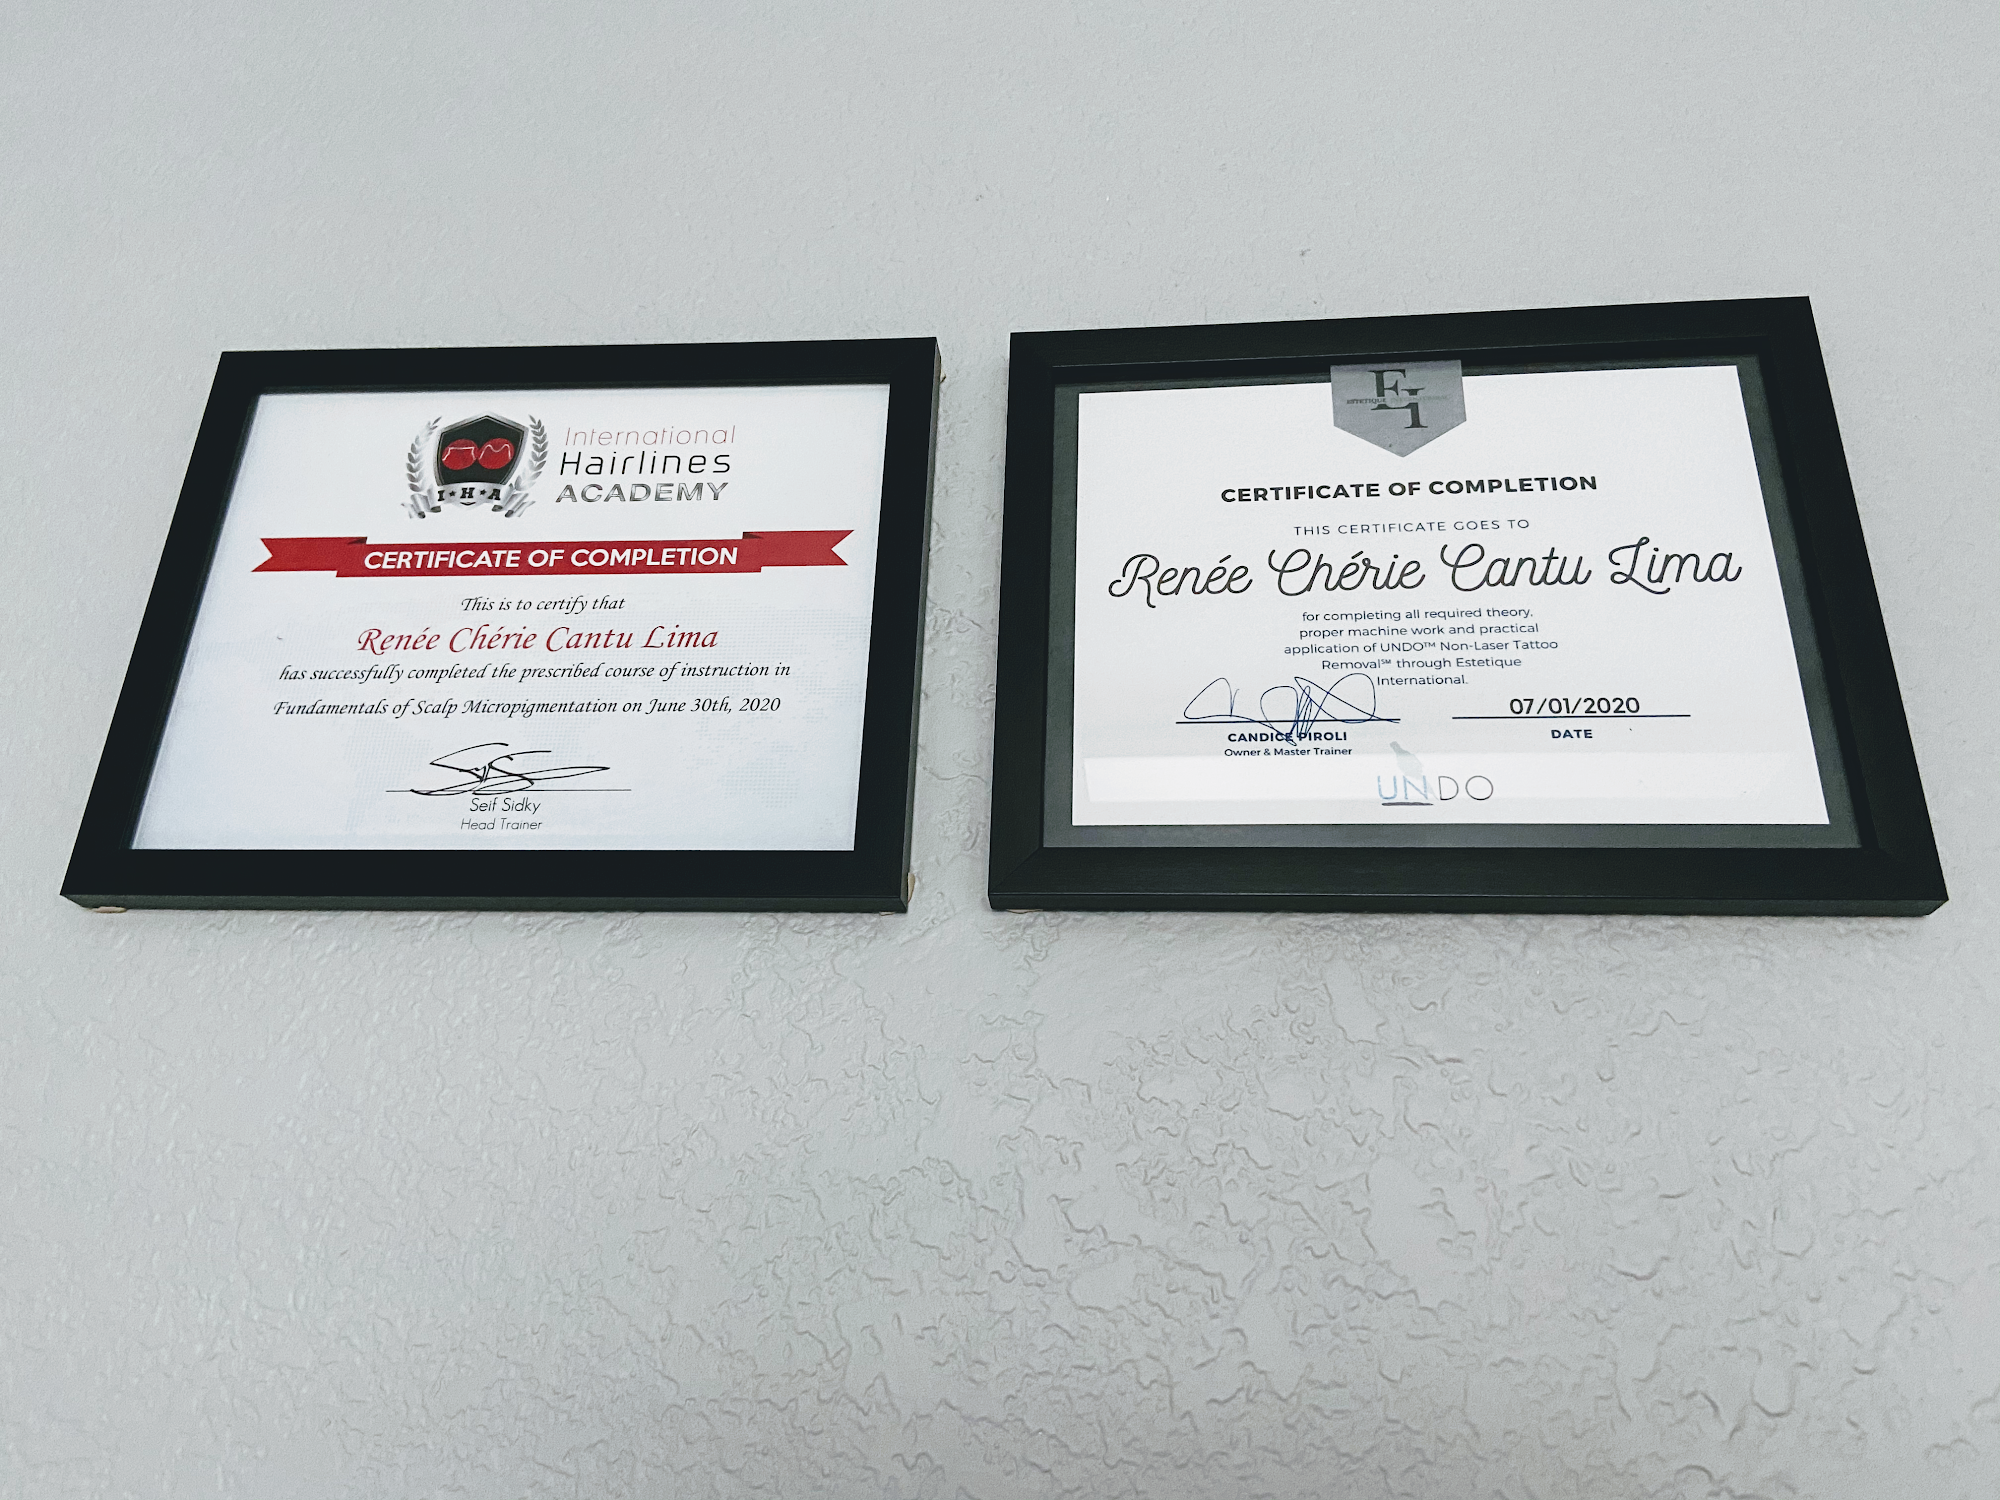 International
Hairlines
ACADEMY
I★H★A
CERTIFICATE OF COMPLETION
This is to certify that
Renée Chérie Cantu Lima
has successfully completed the prescribed course of instruction in
Fundamentals of Scalp Micropigmentation on June 30th, 2020
Seif Sidky
Head Trainer
EI
CERTIFICATE OF COMPLETION
THIS CERTIFICATE GOES TO
Renée Chérie Cantu Lima
for completing all required theory,
proper machine work and practical
application of UNDO™ Non-Laser Tattoo
Removal℠ through Estetique
International.
07/01/2020
CANDICE PIROLI
DATE
Owner & Master Trainer
UNDO